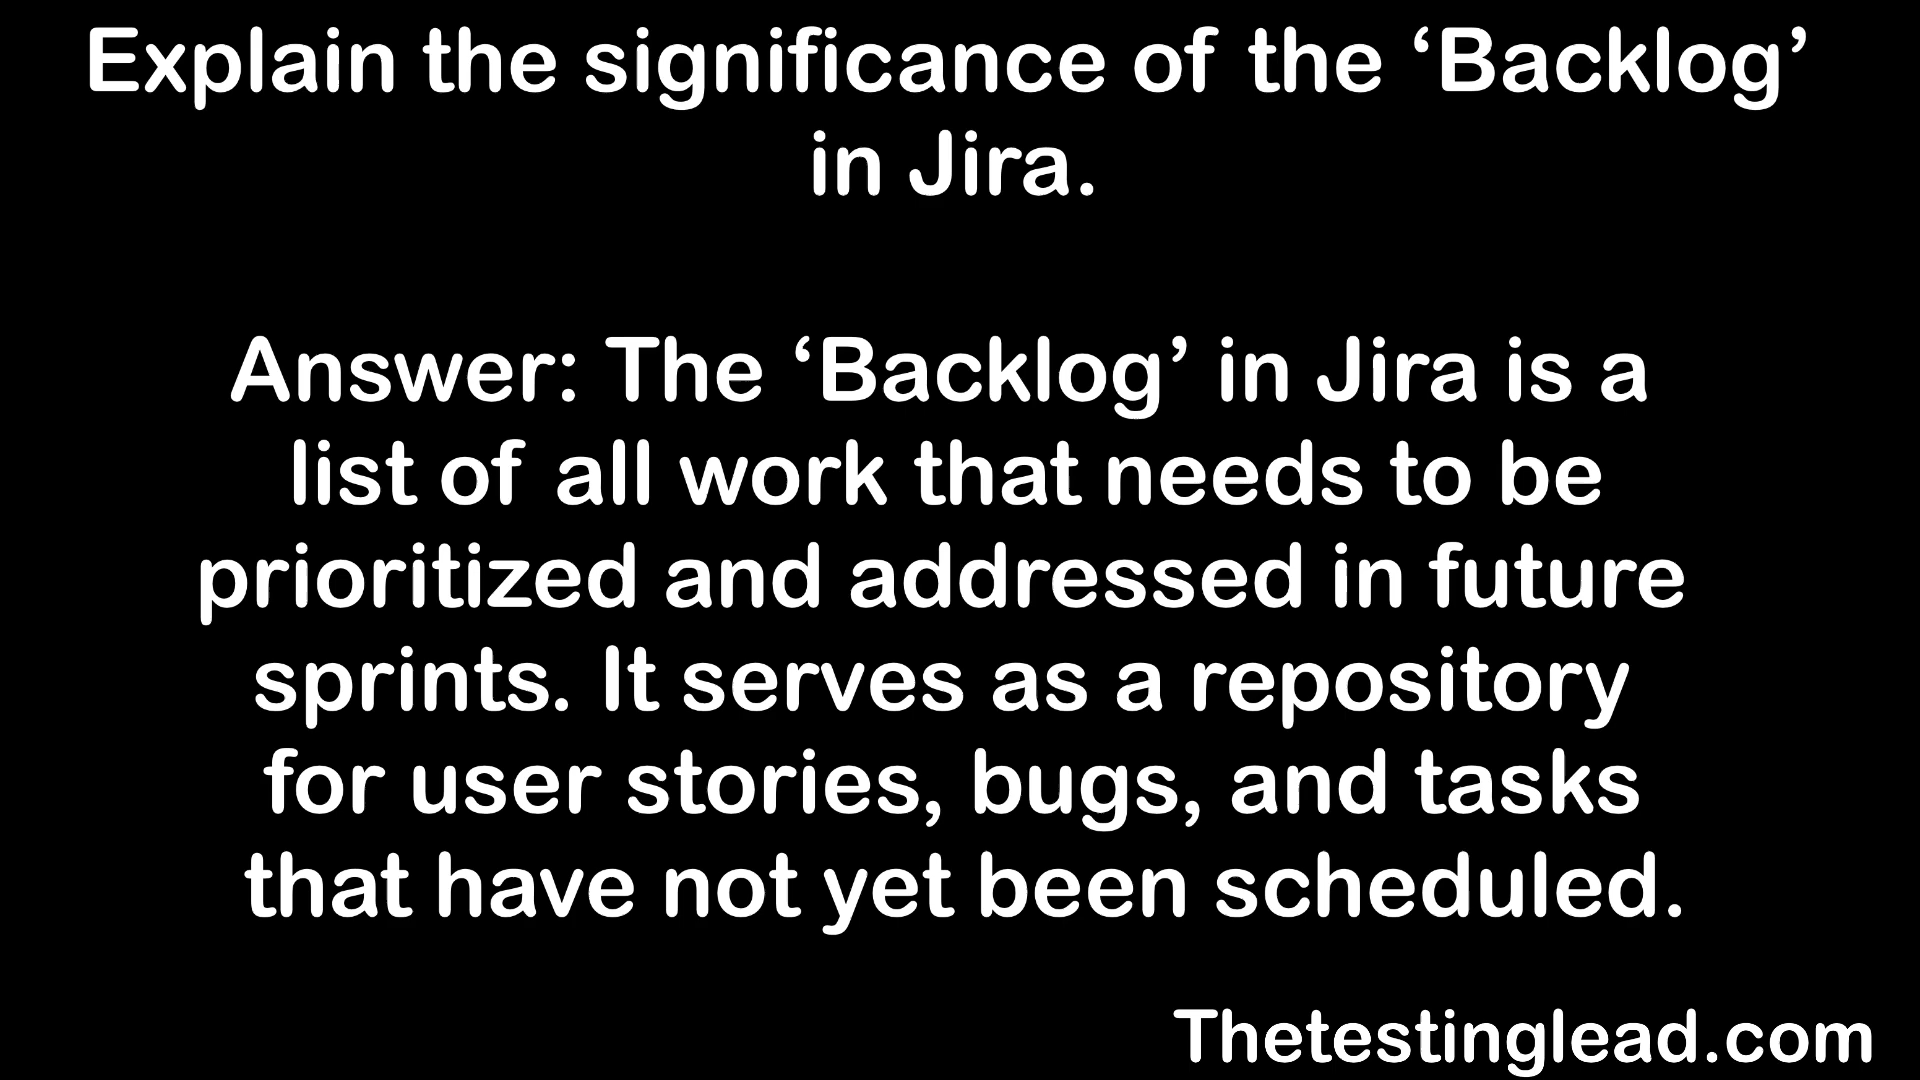 Explain the significance of the ‘Backlog’
in Jira.
Answer: The ‘Backlog’ in Jira is a
list of all work that needs to be
prioritized and addressed in future
sprints. It serves as a repository
for user stories, bugs, and tasks
that have not yet been scheduled.
Thetestinglead.com